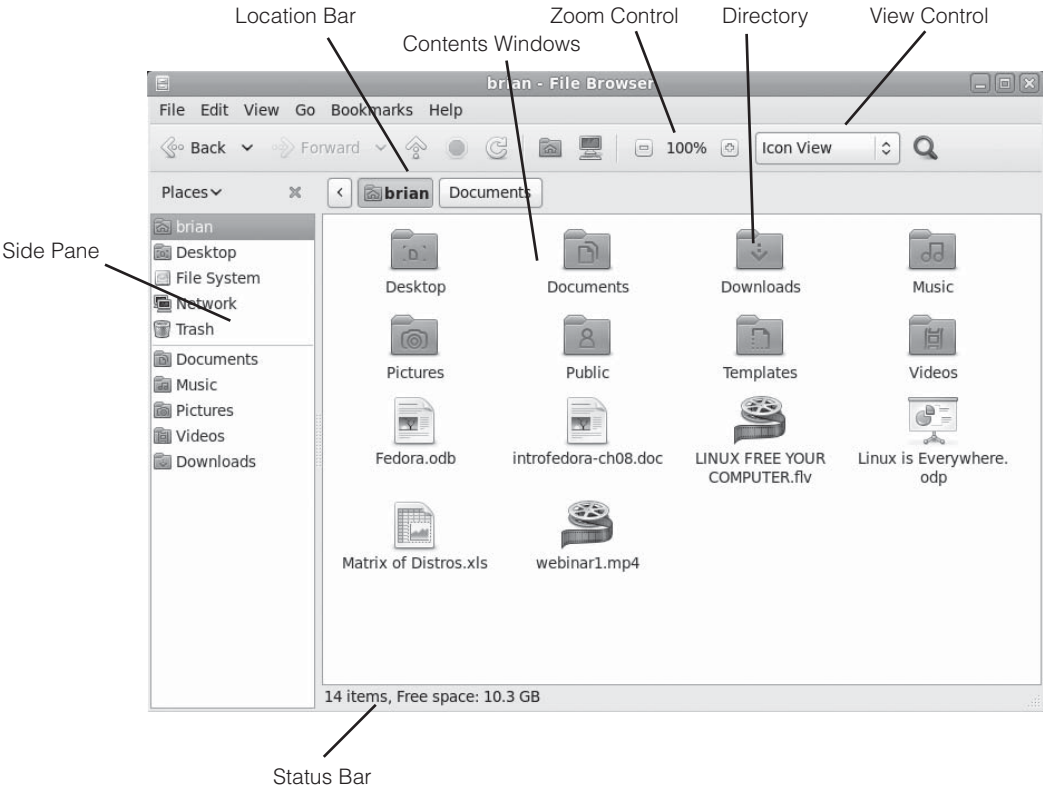 Location Bar
Zoom Control
Directory
View Control
Contents Windows
brian - File Browser
File Edit View Go Bookmarks Help
Back Forward 100% Icon View
Places brian Documents
Side Pane
brian
Desktop
File System
Network
Trash
Documents
Music
Pictures
Videos
Downloads
Desktop Documents Downloads Music
Pictures Public Templates Videos
Fedora.odb introfedora-ch08.doc LINUX FREE YOUR Linux is Everywhere.
COMPUTER.flv odp
Matrix of Distros.xls webinar1.mp4
14 items, Free space: 10.3 GB
Status Bar